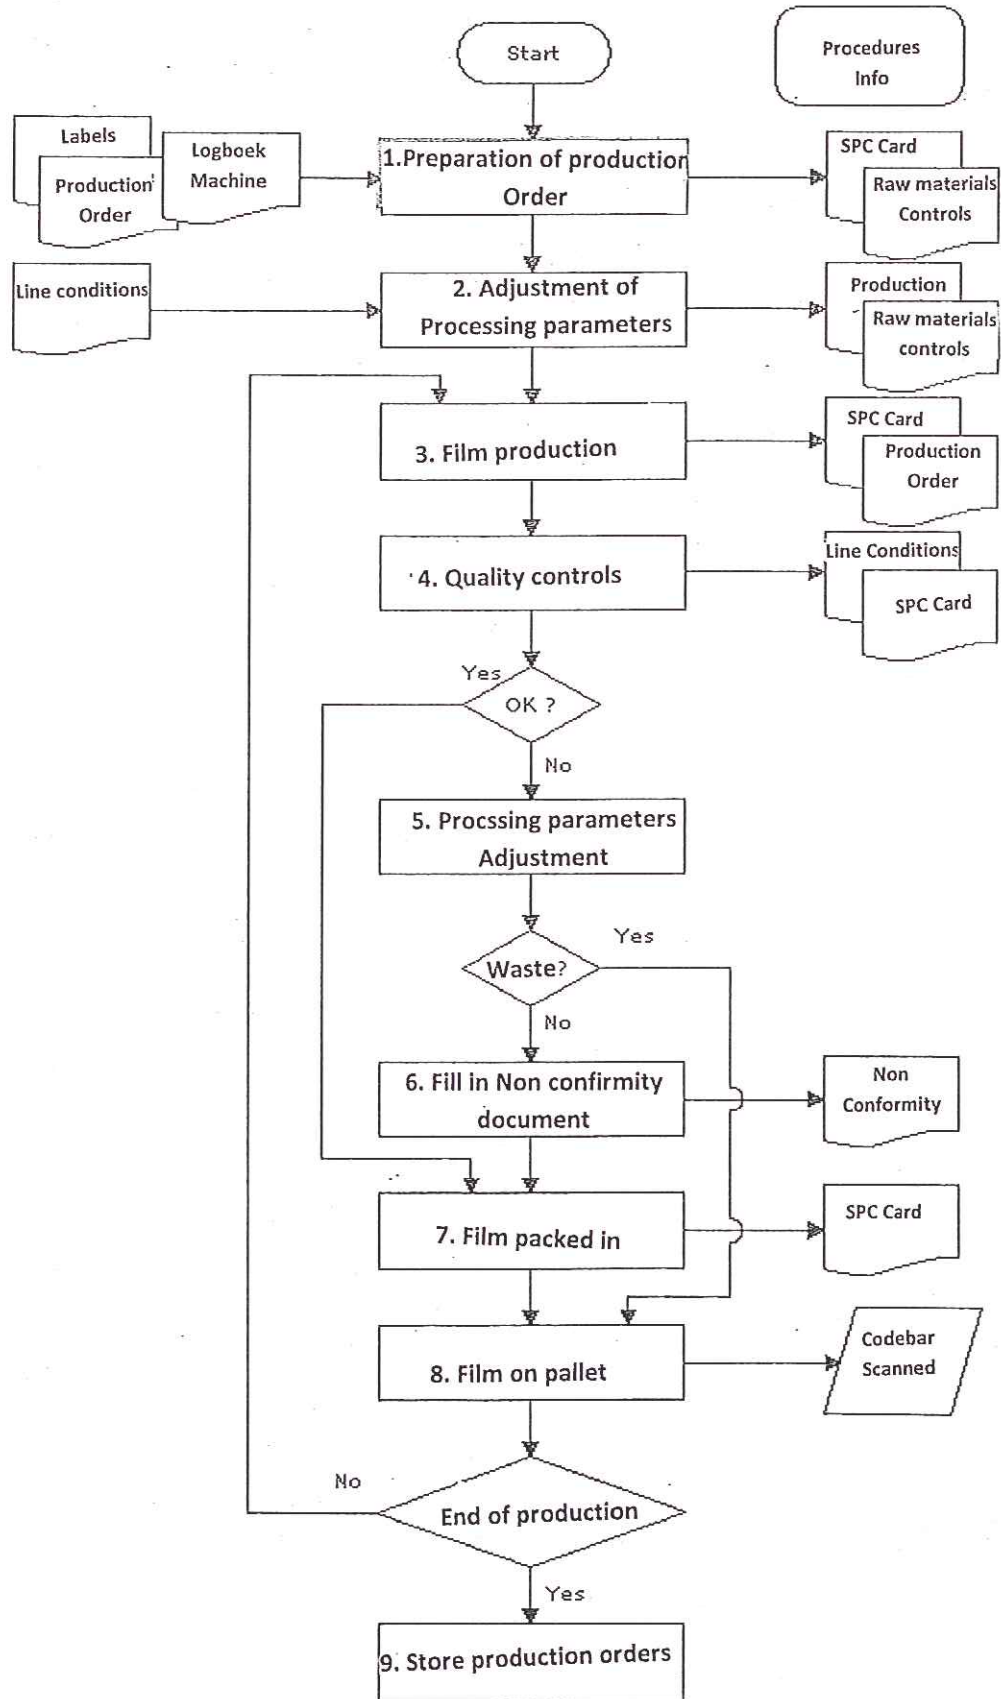 Start
Procedures
Info
Labels
Production
Order
Logboek
Machine
1.Preparation of production
Order
SPC Card
Raw materials
Controls
Line conditions
2. Adjustment of
Processing parameters
Production
Raw materials
controls
3. Film production
SPC Card
Production
Order
4. Quality controls
Line Conditions
SPC Card
Yes
OK ?
No
5. Procssing parameters
Adjustment
Yes
Waste?
No
6. Fill in Non confirmity
document
Non
Conformity
7. Film packed in
SPC Card
8. Film on pallet
Codebar
Scanned
No
End of production
Yes
9. Store production orders